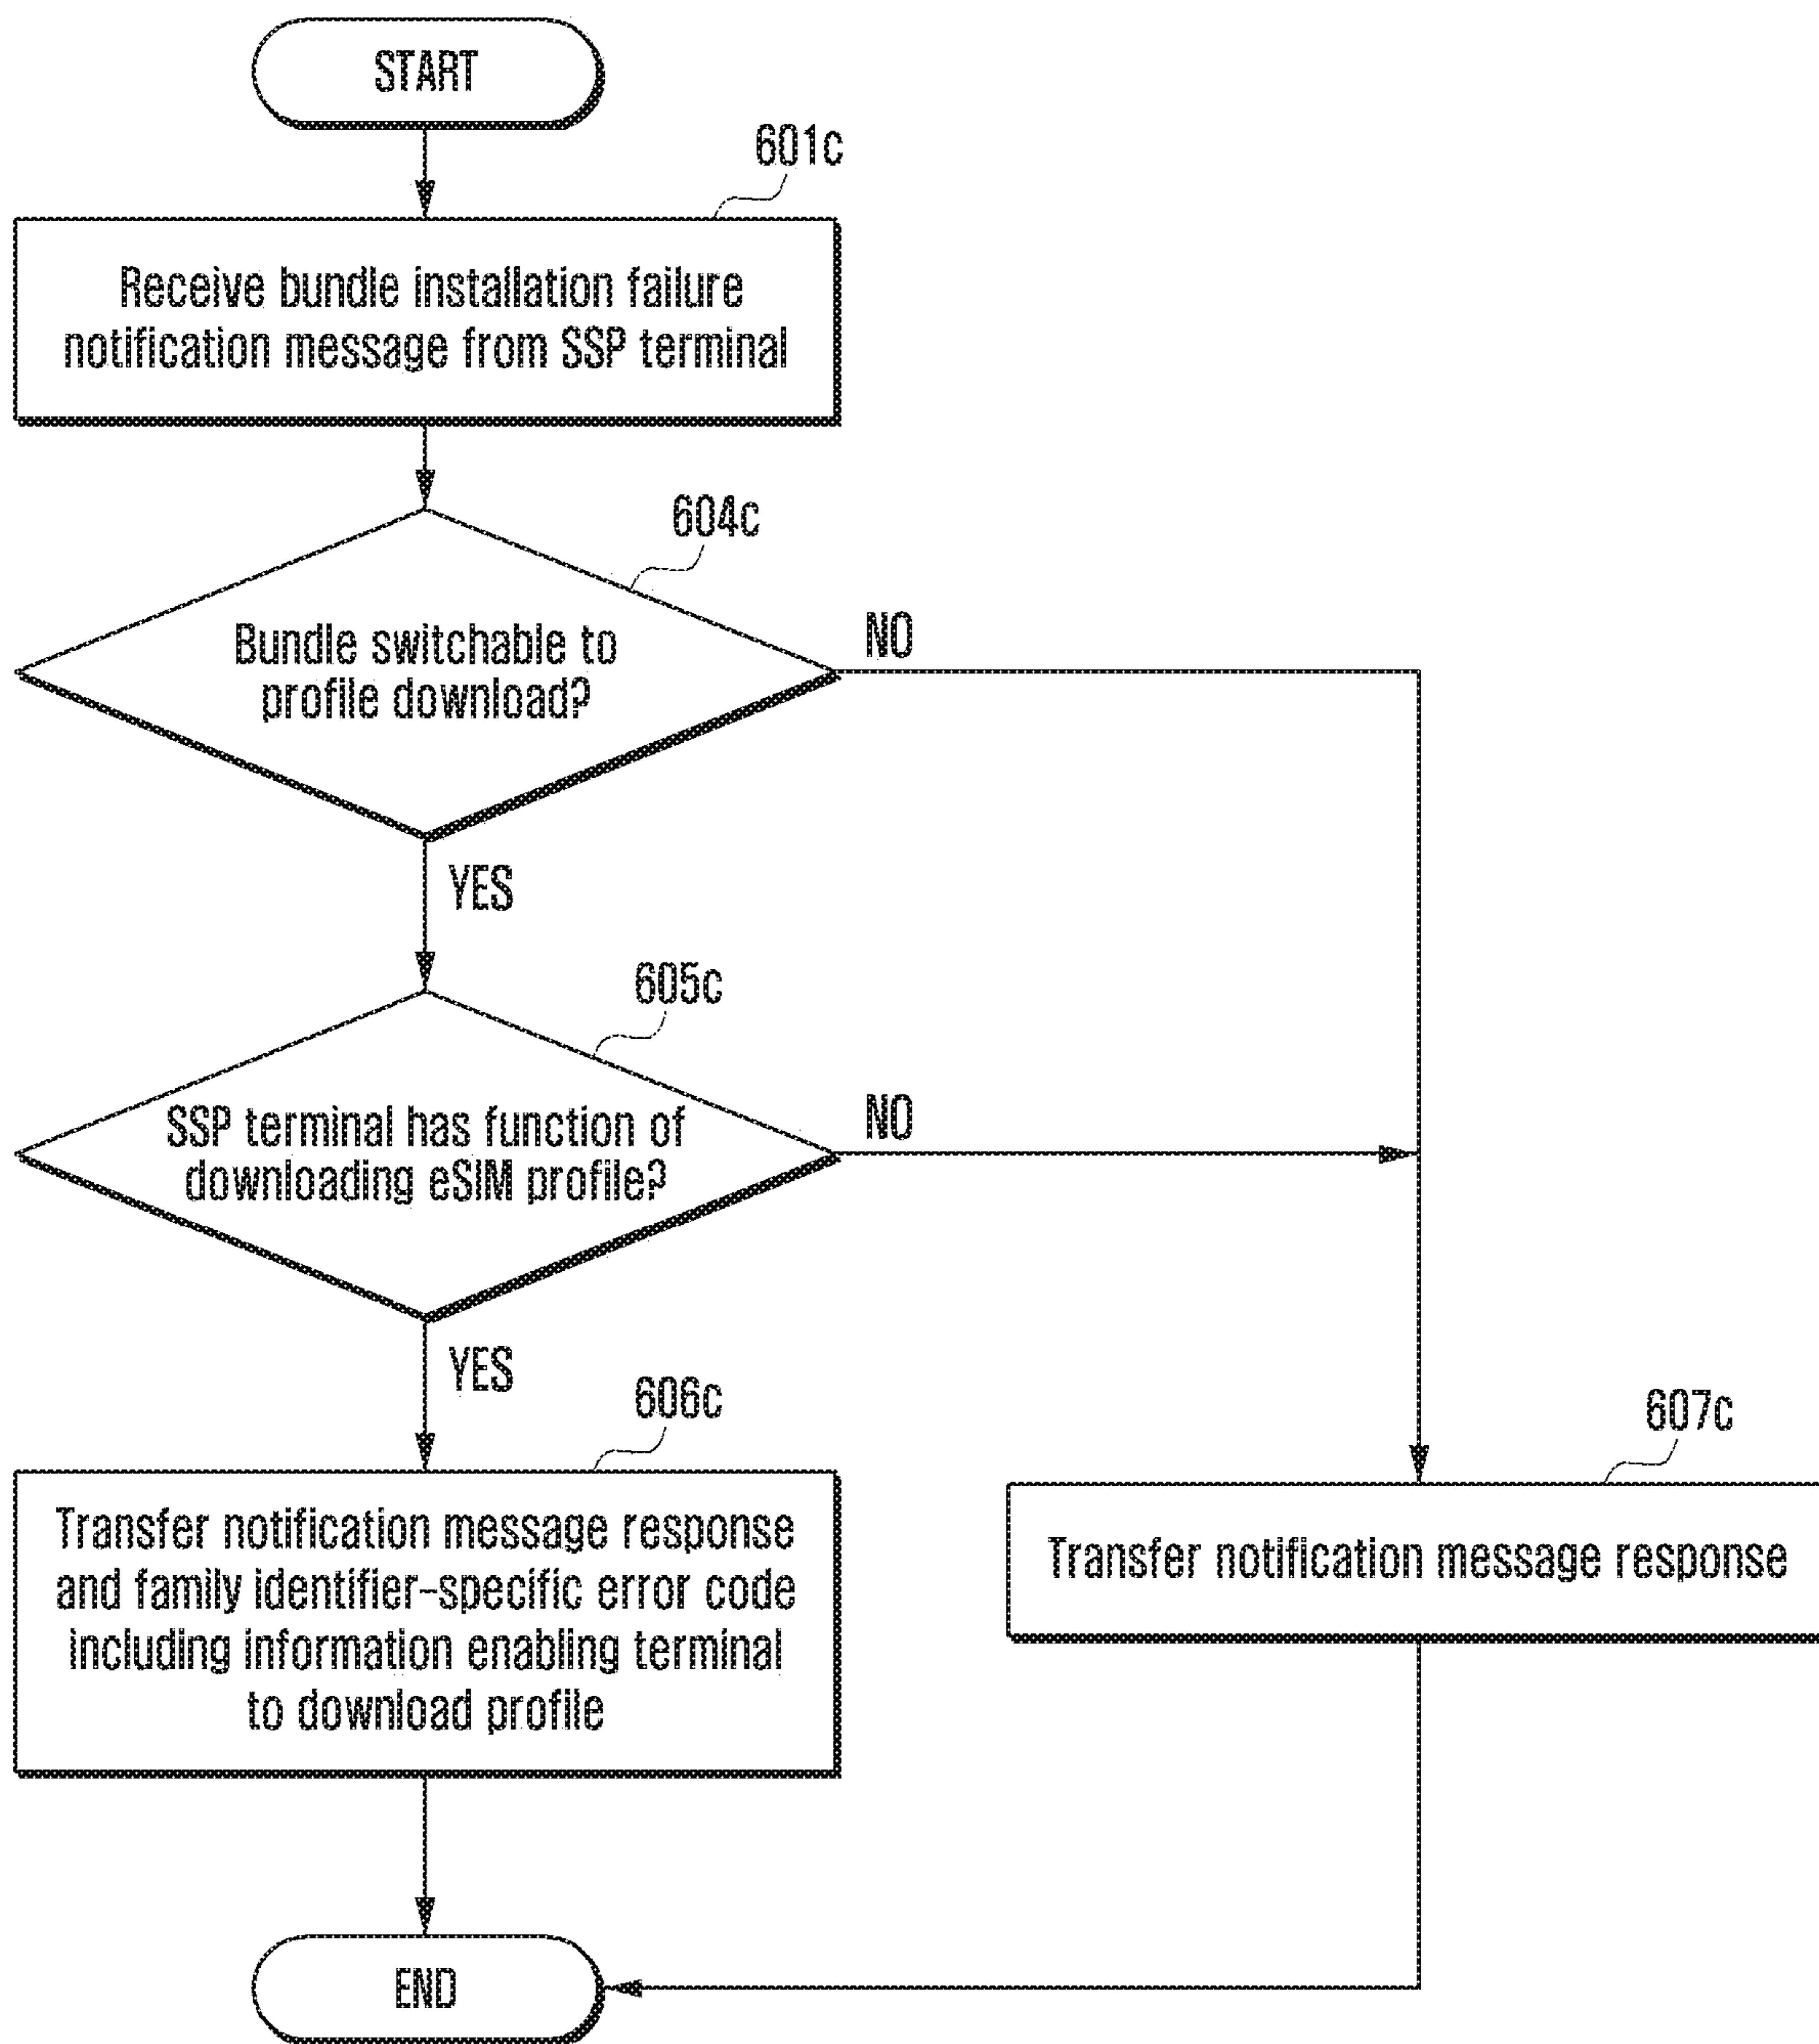 START
601c
Receive bundle installation failure
notification message from SSP terminal
604c
Bundle switchable to
profile download?
NO
YES
605c
SSP terminal has function of
downloading eSIM profile?
NO
YES
606c
Transfer notification message response
and family identifier-specific error code
including information enabling terminal
to download profile
607c
Transfer notification message response
END